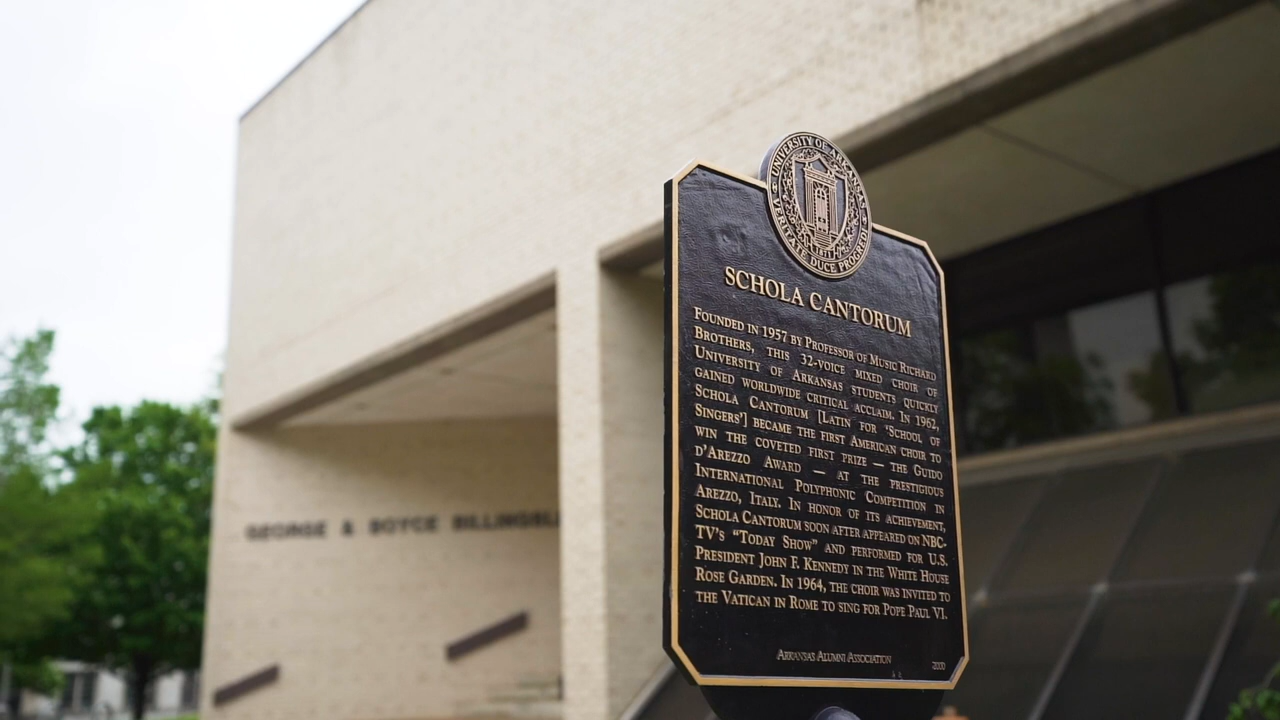 UNIVERSITY OF ARKANSAS
VERITATE DUCE PROGREDI
1871
SCHOLA CANTORUM
FOUNDED IN 1957 BY PROFESSOR OF MUSIC RICHARD
BROTHERS, THIS 32-VOICE MIXED CHOIR OF
UNIVERSITY OF ARKANSAS STUDENTS QUICKLY
GAINED WORLDWIDE CRITICAL ACCLAIM. IN 1962,
SCHOLA CANTORUM [LATIN FOR 'SCHOOL OF
SINGERS'] BECAME THE FIRST AMERICAN CHOIR TO
WIN THE COVETED FIRST PRIZE — THE GUIDO
D'AREZZO AWARD — AT THE PRESTIGIOUS
INTERNATIONAL POLYPHONIC COMPETITION IN
AREZZO, ITALY. IN HONOR OF ITS ACHIEVEMENT,
SCHOLA CANTORUM SOON AFTER APPEARED ON NBC-
TV'S "TODAY SHOW" AND PERFORMED FOR U.S.
PRESIDENT JOHN F. KENNEDY IN THE WHITE HOUSE
ROSE GARDEN. IN 1964, THE CHOIR WAS INVITED TO
THE VATICAN IN ROME TO SING FOR POPE PAUL VI.
ARKANSAS ALUMNI ASSOCIATION 2000
GEORGE & BOYCE BILLINGSL